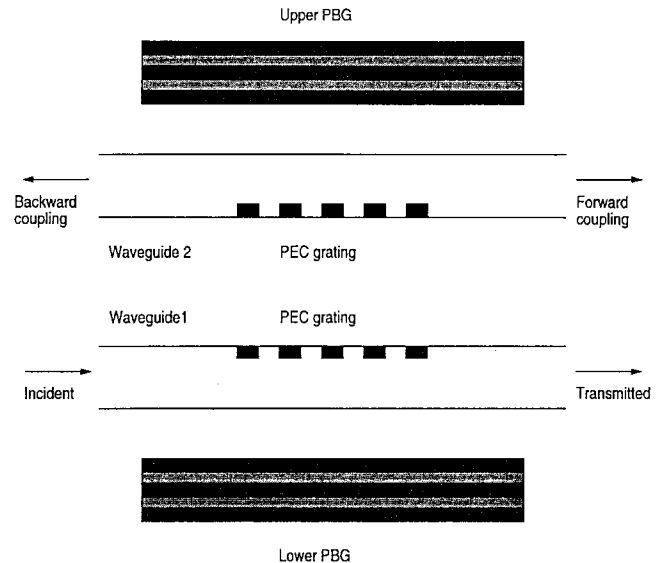 Upper PBG
Backward
coupling
Forward
coupling
Waveguide 2
PEC grating
Waveguide1
PEC grating
Incident
Transmitted
Lower PBG